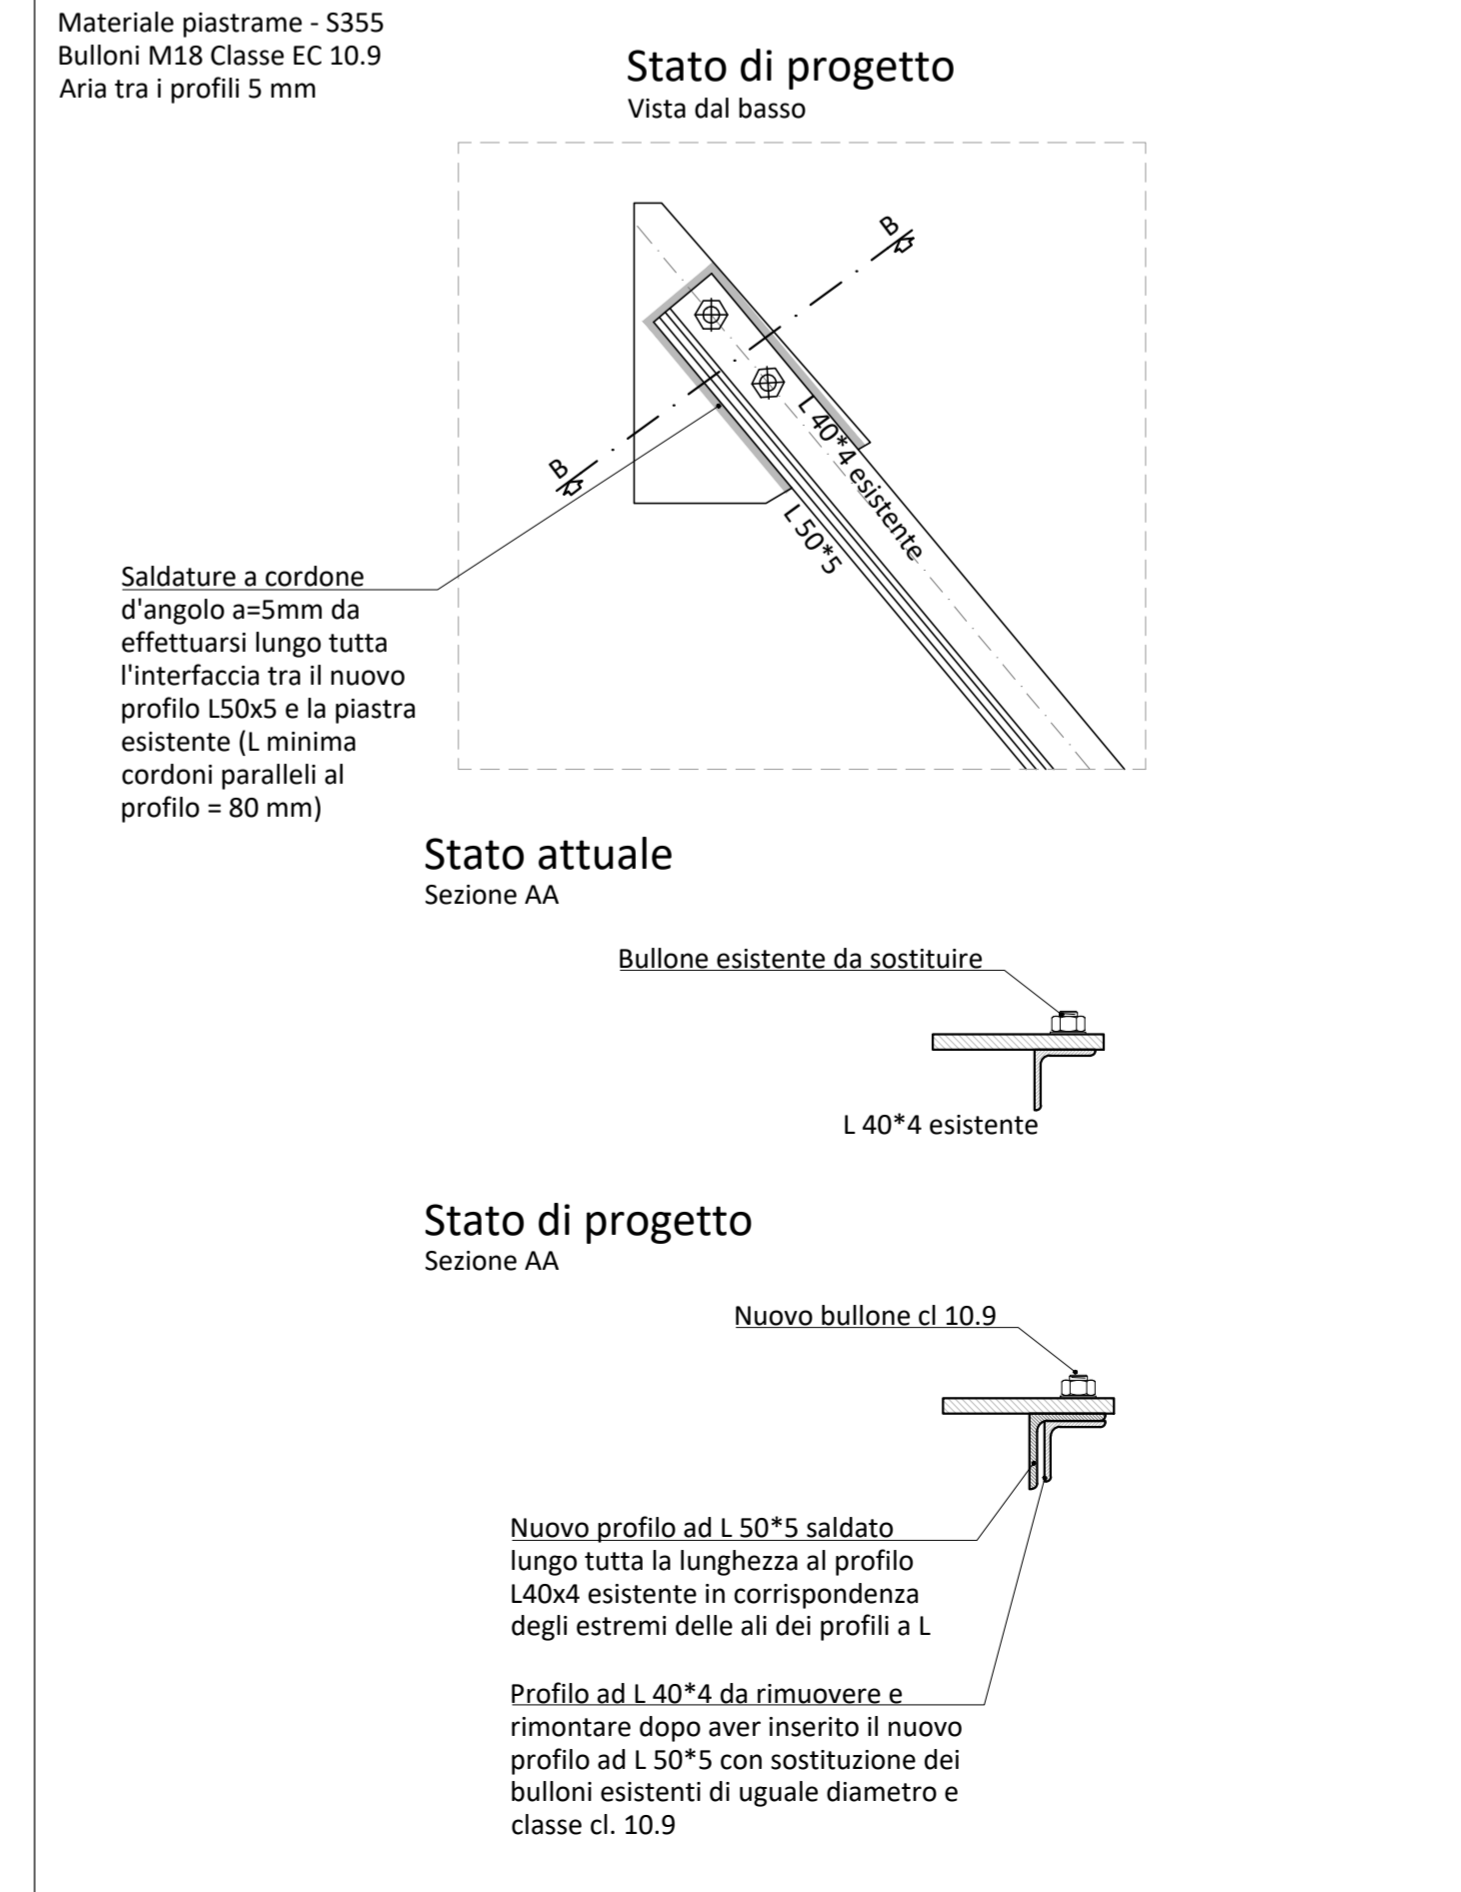 Materiale piastrame - S355
Bulloni M18 Classe EC 10.9
Aria tra i profili 5 mm
Stato di progetto
Vista dal basso
B
B
L 40*4 esistente
L 50*5
Saldature a cordone
d'angolo a=5mm da
effettuarsi lungo tutta
l'interfaccia tra il nuovo
profilo L50x5 e la piastra
esistente (L minima
cordoni paralleli al
profilo = 80 mm)
Stato attuale
Sezione AA
Bullone esistente da sostituire
L 40*4 esistente
Stato di progetto
Sezione AA
Nuovo bullone cl 10.9
Nuovo profilo ad L 50*5 saldato
lungo tutta la lunghezza al profilo
L40x4 esistente in corrispondenza
degli estremi delle ali dei profili a L
Profilo ad L 40*4 da rimuovere e
rimontare dopo aver inserito il nuovo
profilo ad L 50*5 con sostituzione dei
bulloni esistenti di uguale diametro e
classe cl. 10.9